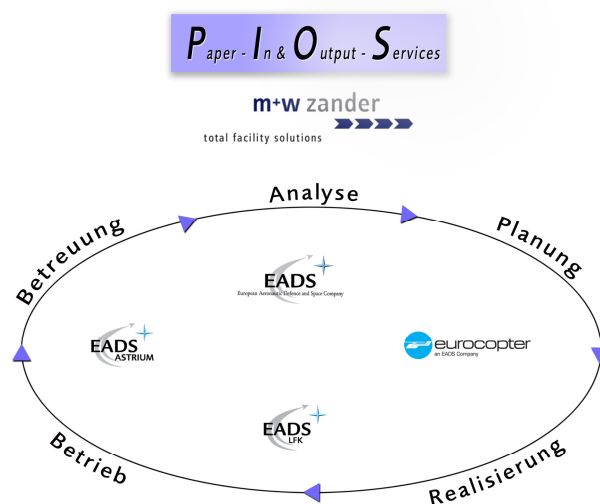 Paper - In & Output - Services
m+w zander
total facility solutions
Analyse
Planung
Betreuung
EADS
European Aeronautic Defence and Space Company
EADS
ASTRIUM
eurocopter
an EADS Company
EADS
LFK
Betrieb
Realisierung